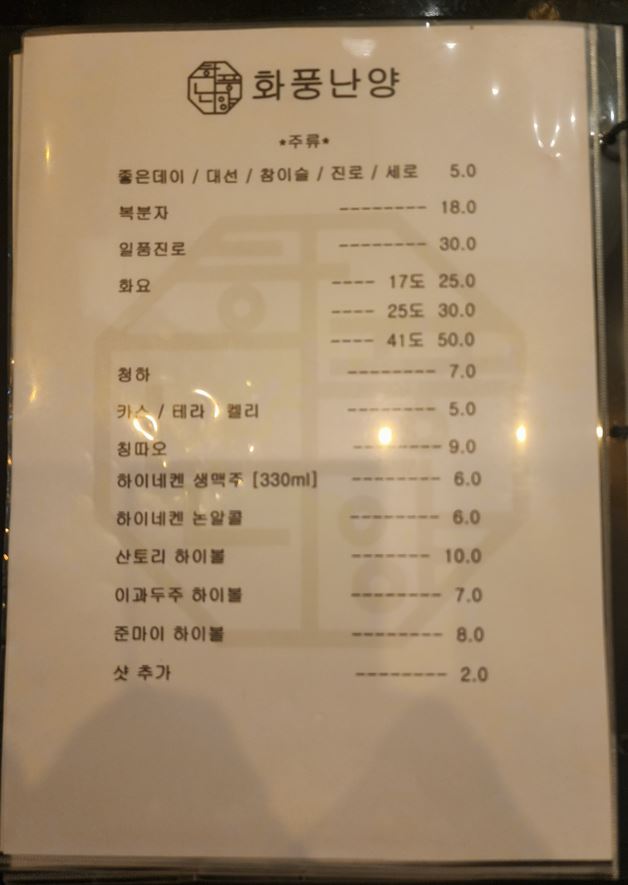 화풍난양
*주류*
좋은데이 / 대선 / 참이슬 / 진로 / 세로 5.0
복분자 -------- 18.0
일품진로 -------- 30.0
화요 ---- 17도 25.0
---- 25도 30.0
---- 41도 50.0
청하 -------- 7.0
카스 / 테라 / 켈리 -------- 5.0
칭따오 -------- 9.0
하이네켄 생맥주 [330ml] -------- 6.0
하이네켄 논알콜 -------- 6.0
산토리 하이볼 ------- 10.0
이과두주 하이볼 -------- 7.0
준마이 하이볼 -------- 8.0
샷 추가 -------- 2.0